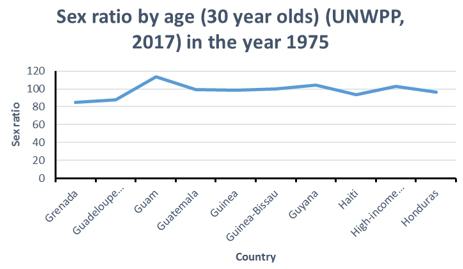 Sex ratio by age (30 year olds) (UNWPP,
2017) in the year 1975
120
100
80
60
40
20
0
Sex ratio
Grenada
Guadeloupe...
Guam
Guatemala
Guinea
Guinea-Bissau
Guyana
Haiti
High-income...
Honduras
Country